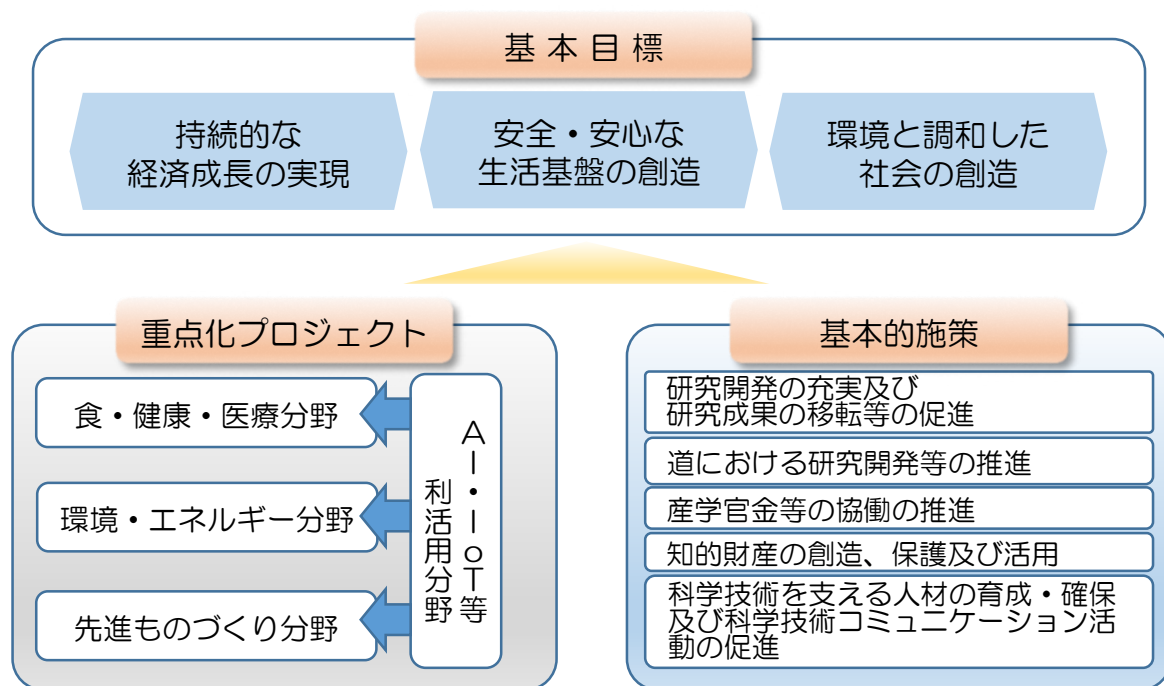 基本目標
持続的な
経済成長の実現
安全・安心な
生活基盤の創造
環境と調和した
社会の創造
重点化プロジェクト
食・健康・医療分野
環境・エネルギー分野
先進ものづくり分野
AI・IoT等
利活用分野
基本的施策
研究開発の充実及び
研究成果の移転等の促進
道における研究開発等の推進
産学官金等の協働の推進
知的財産の創造、保護及び活用
科学技術を支える人材の育成・確保
及び科学技術コミュニケーション活
動の促進